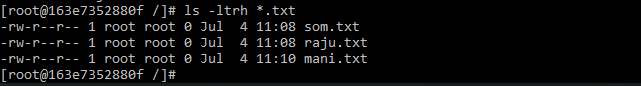 [root@163e7352880f /]# ls -ltrh *.txt
-rw-r--r-- 1 root root 0 Jul  4 11:08 som.txt
-rw-r--r-- 1 root root 0 Jul  4 11:08 raju.txt
-rw-r--r-- 1 root root 0 Jul  4 11:10 mani.txt
[root@163e7352880f /]#